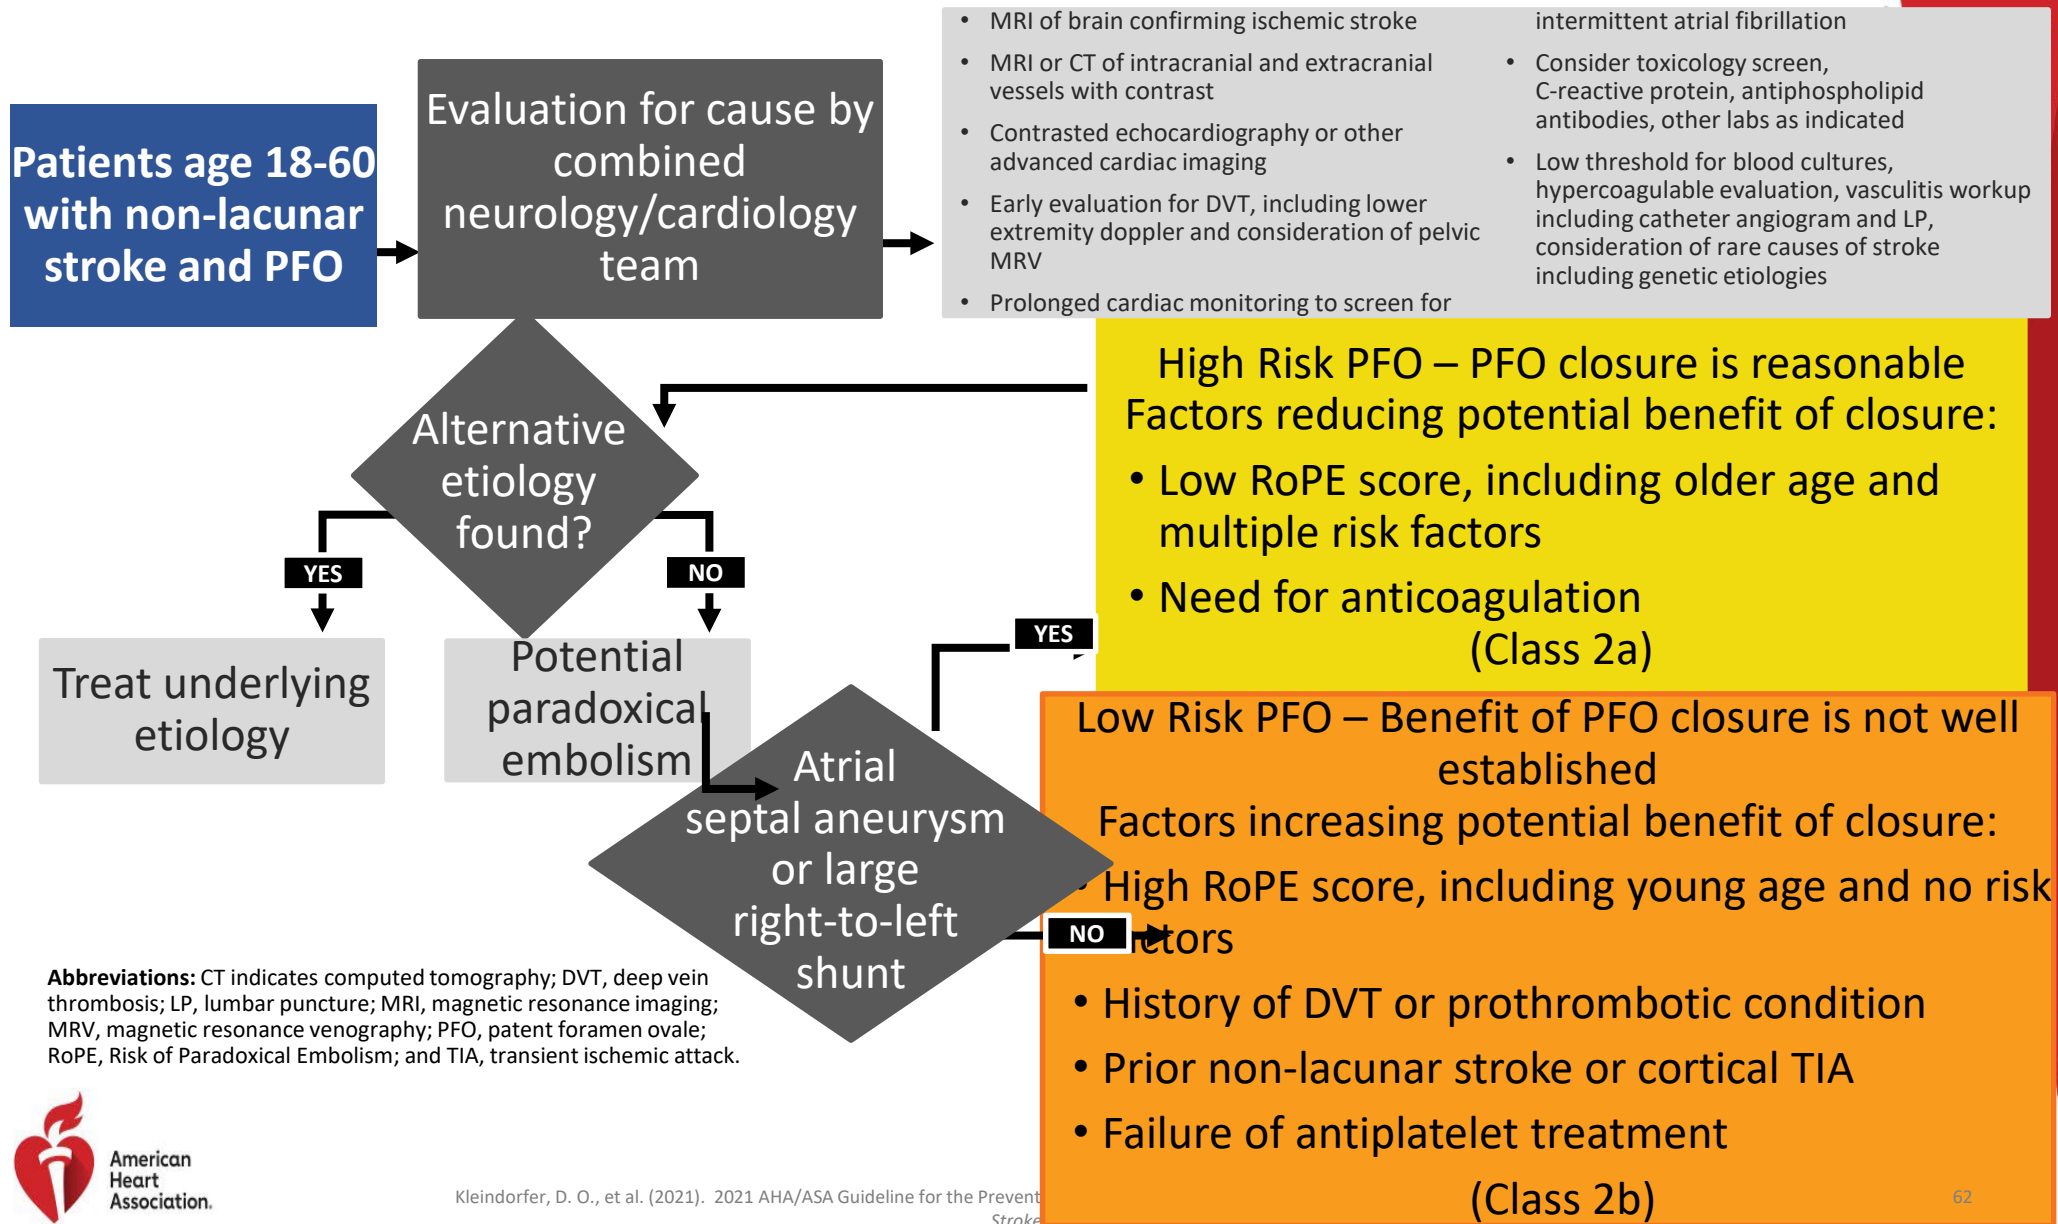 Patients age 18-60
with non-lacunar
stroke and PFO
Evaluation for cause by
combined
neurology/cardiology
team
• MRI of brain confirming ischemic stroke
• MRI or CT of intracranial and extracranial
vessels with contrast
• Contrasted echocardiography or other
advanced cardiac imaging
• Early evaluation for DVT, including lower
extremity doppler and consideration of pelvic
MRV
• Prolonged cardiac monitoring to screen for
intermittent atrial fibrillation
• Consider toxicology screen,
C-reactive protein, antiphospholipid
antibodies, other labs as indicated
• Low threshold for blood cultures,
hypercoagulable evaluation, vasculitis workup
including catheter angiogram and LP,
consideration of rare causes of stroke
including genetic etiologies
Alternative
etiology
found?
YES
NO
Treat underlying
etiology
Potential
paradoxical
embolism
Atrial
septal aneurysm
or large
right-to-left
shunt
YES
High Risk PFO – PFO closure is reasonable
Factors reducing potential benefit of closure:
• Low RoPE score, including older age and
multiple risk factors
• Need for anticoagulation
(Class 2a)
NO
Low Risk PFO – Benefit of PFO closure is not well
established
Factors increasing potential benefit of closure:
• High RoPE score, including young age and no risk
ctors
• History of DVT or prothrombotic condition
• Prior non-lacunar stroke or cortical TIA
• Failure of antiplatelet treatment
(Class 2b)
Abbreviations: CT indicates computed tomography; DVT, deep vein
thrombosis; LP, lumbar puncture; MRI, magnetic resonance imaging;
MRV, magnetic resonance venography; PFO, patent foramen ovale;
RoPE, Risk of Paradoxical Embolism; and TIA, transient ischemic attack.
American
Heart
Association.
Kleindorfer, D. O., et al. (2021). 2021 AHA/ASA Guideline for the Prevent
Stroke
62